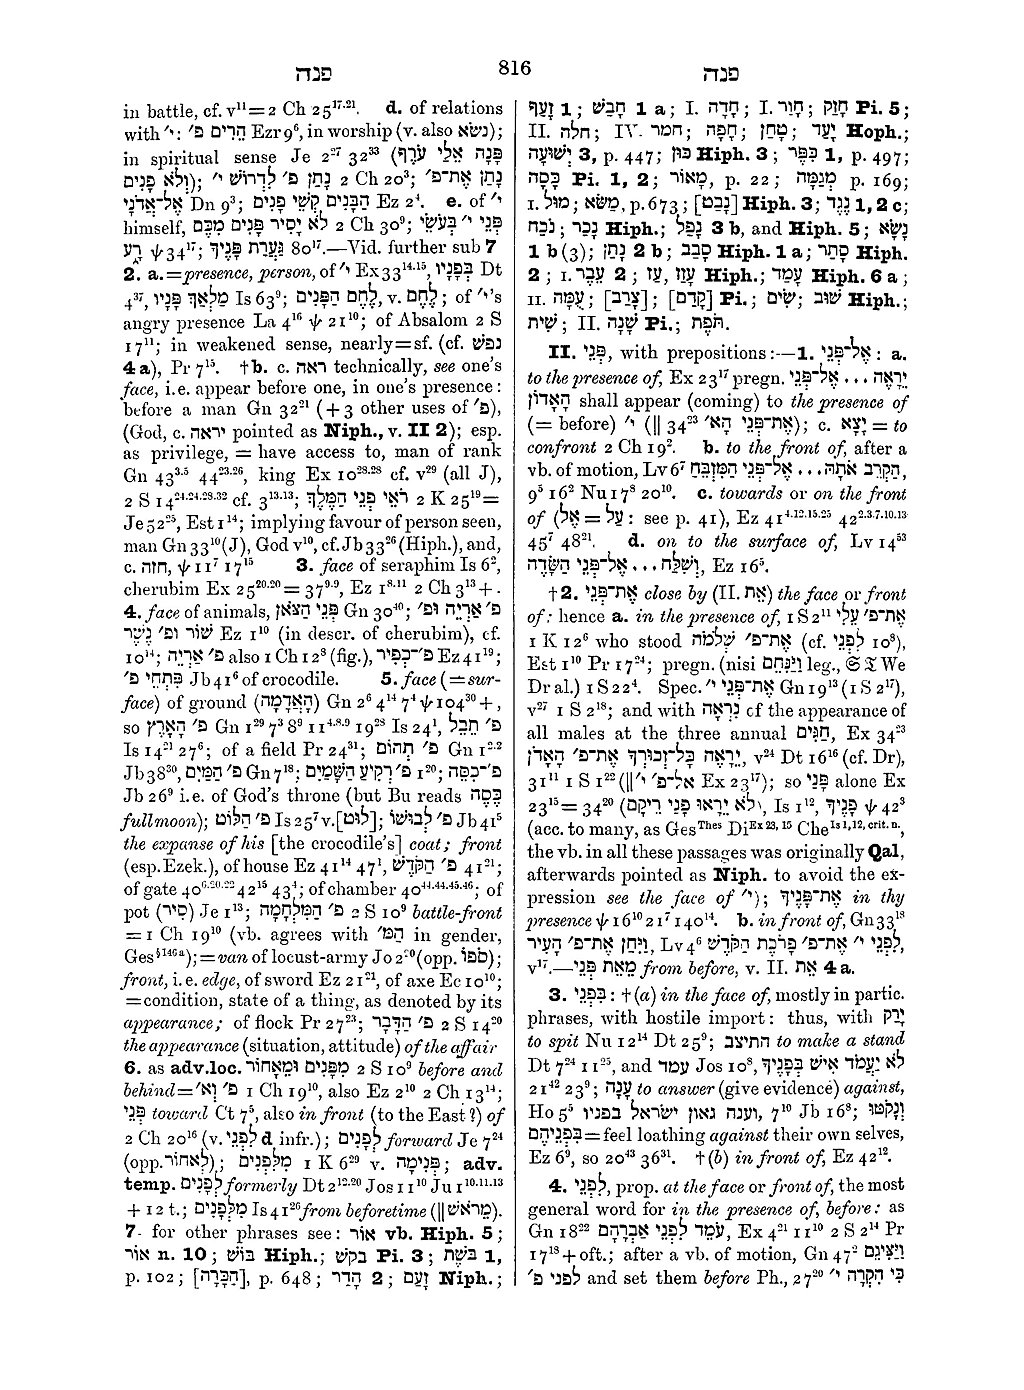 פנה
816
פנה
in battle, cf. v¹¹=2 Ch 25¹⁷·²¹. d. of relations
with י׳: הֵרִים פ׳ Ezr 9⁶, in worship (v. also נשׂא);
in spiritual sense Je 2²⁷ 32³³ (פָּנָה אֵלַי עֹרֶף
וְלֹא פָנִים); נָתַן פ׳ לִדְרוֹשׁ י׳ 2 Ch 20³; נָתַן אֶת־פ׳
אֶל־אֲדֹנָי Dn 9³; הַבָּנִים קְשֵׁי פָנִים Ez 2⁴. e. of י׳
himself, לֹא יָסִיר פָּנִים מִכֶּם 2 Ch 30⁹; פְּנֵי י׳ בְּעֹשֵׂי
רָע ψ 34¹⁷; גַּעֲרַת פָּנֶיךָ 80¹⁷.—Vid. further sub 7
2. a.=presence, person, of י׳ Ex 33¹⁴·¹⁵, בְּפָנָיו Dt
4³⁷, מַלְאַךְ פָּנָיו Is 63⁹; לֶחֶם הַפָּנִים, v. לֶחֶם; of י׳'s
angry presence La 4¹⁶ ψ 21¹⁰; of Absalom 2 S
17¹¹; in weakened sense, nearly=sf. (cf. נפשׁ
4 a), Pr 7¹⁵. †b. c. ראה technically, see one's
face, i.e. appear before one, in one's presence:
before a man Gn 32²¹ (+3 other uses of פ׳),
(God, c. יראה pointed as Niph., v. II 2); esp.
as privilege, = have access to, man of rank
Gn 43³·⁵ 44²³·²⁶, king Ex 10²⁸·²⁸ cf. v²⁹ (all J),
2 S 14²¹·²⁴·²⁸·³² cf. 3¹³·¹³; רֹאֵי פְּנֵי הַמֶּלֶךְ 2 K 25¹⁹=
Je 52²⁵, Est 1¹⁴; implying favour of person seen,
man Gn 33¹⁰(J), God v¹⁰, cf. Jb 33²⁶ (Hiph.), and,
c. חזה, ψ 11⁷ 17¹⁵ 3. face of seraphim Is 6²,
cherubim Ex 25²⁰·²⁰= 37⁹·⁹, Ez 1⁸·¹¹ 2 Ch 3¹³+.
4. face of animals, פְּנֵי הַצֹּאן Gn 30⁴⁰; פ׳ אַרְיֵה ופ׳
שׁוֹר ופ׳ נֶשֶׁר Ez 1¹⁰ (in descr. of cherubim), cf.
10¹⁴; פ׳ אַרְיֵה also 1 Ch 12⁸ (fig.), פ׳־כְפִיר Ez 41¹⁹;
פַּתְחֵי פ׳ Jb 41⁶ of crocodile. 5. face (=sur-
face) of ground (הָאֲדָמָה) Gn 2⁶ 4¹⁴ 7⁴ ψ 104³⁰+,
so פ׳ הָאָרֶץ Gn 1²⁹ 7³ 8⁹ 11⁴·⁸·⁹ 19²⁸ Is 24¹, פ׳ תֵבֵל
Is 14²¹ 27⁶; of a field Pr 24³¹; פ׳ תְהוֹם Gn 1²·²
Jb 38³⁰, פ׳ הַמַּיִם Gn 7¹⁸; פ׳ רְקִיעַ הַשָּׁמַיִם 1²⁰; פ׳־כִסֵּה
Jb 26⁹ i.e. of God's throne (but Bu reads כֵּסֶה
full moon); פ׳ הַלּוֹט Is 25⁷ v. [לוט]; פ׳ לְבוּשׁוֹ Jb 41⁵
the expanse of his [the crocodile's] coat; front
(esp. Ezek.), of house Ez 41¹⁴ 47¹, פ׳ הַקֹּדֶשׁ 41²¹;
of gate 40⁶·²⁰·²² 42¹⁵ 43⁴; of chamber 40⁴⁴·⁴⁴·⁴⁵·⁴⁶; of
pot (סִיר) Je 1¹³; פ׳ הַמִּלְחָמָה 2 S 10⁹ battle-front
= 1 Ch 19¹⁰ (vb. agrees with המ׳ in gender,
Ges§¹⁴⁶ᵃ); = van of locust-army Jo 2²⁰ (opp. סֹפוֹ);
front, i.e. edge, of sword Ez 21²¹, of axe Ec 10¹⁰;
=condition, state of a thing, as denoted by its
appearance; of flock Pr 27²³; פ׳ הַדָּבָר 2 S 14²⁰
the appearance (situation, attitude) of the affair
6. as adv.loc. מִפָּנִים וּמֵאָחוֹר 2 S 10⁹ before and
behind=פ׳ וְא׳ 1 Ch 19¹⁰, also Ez 2¹⁰ 2 Ch 13¹⁴;
פְּנֵי toward Ct 7⁵, also in front (to the East?) of
2 Ch 20¹⁶ (v. לִפְנֵי d infr.); לְפָנִים forward Je 7²⁴
(opp. לְאָחוֹר); מִלְּפָנִים 1 K 6²⁹ v. פְּנִימָה; adv.
temp. לְפָנִים formerly Dt 2¹²·²⁰ Jos 11¹⁰ Ju 1¹⁰·¹¹·¹³
+ 12 t.; מִלְּפָנִים Is 41²⁶ from beforetime (‖ מֵרֹאשׁ).
7. for other phrases see: אוֹר vb. Hiph. 5;
אוֹר n. 10; בּוֹשׁ Hiph.; בקשׁ Pi. 3; בּשֶׁת 1,
p. 102; [הַכָּרָה], p. 648; הָדָר 2; זָעַם Niph.;
זָעַף 1; חָבַשׁ 1 a; I. חָדָה; I. חָוַר; חָזַק Pi. 5;
II. חלה; IV. חמר; חָפָה; טָחַן; יָעַד Hoph.;
יְשׁוּעָה 3, p. 447; כּוּן Hiph. 3; כִּפֶּר 1, p. 497;
כָּסָה Pi. 1, 2; מָאוֹר, p. 22; מְגַמָּה p. 169;
I. מוּל; מַשָּׂא, p. 673; [נָבַט] Hiph. 3; נֶגֶד 1, 2 c;
נֹכַח; נָכַר Hiph.; נָפַל 3 b, and Hiph. 5; נָשָׂא
1 b (3); נָתַן 2 b; סָבַב Hiph. 1 a; סָתַר Hiph.
2; I. עֵבֶר 2; עַז, עָזַז Hiph.; עָמַד Hiph. 6 a;
II. עֻמָּה; [צָרַב]; [קָדַם] Pi.; שִׂים; שׁוּב Hiph.;
שִׁית; II. שָׁנָה Pi.; תֹּפֶת.
II. פְּנֵי, with prepositions:—1. אֶל־פְּנֵי: a.
to the presence of, Ex 23¹⁷ pregn. יֵרָאֶה ... אֶל־פְּנֵי
הָאָדוֹן shall appear (coming) to the presence of
(= before) י׳ (‖ 34²³ אֶת־פְּנֵי הָא׳); c. יָצָא = to
confront 2 Ch 19². b. to the front of, after a
vb. of motion, Lv 6⁷ הַקְרֵב אֹתָהּ ... אֶל־פְּנֵי הַמִּזְבֵּחַ,
9⁵ 16² Nu 17⁸ 20¹⁰. c. towards or on the front
of (אֶל = עַל: see p. 41), Ez 41⁴·¹²·¹⁵·²⁵ 42²·³·⁷·¹⁰·¹³
45⁷ 48²¹. d. on to the surface of, Lv 14⁵³
וְשִׁלַּח ... אֶל־פְּנֵי הַשָּׂדֶה, Ez 16⁵.
†2. אֶת־פְּנֵי close by (II. אֵת) the face or front
of: hence a. in the presence of, 1 S 2¹¹ אֶת־פ׳ עֵלִי
1 K 12⁶ who stood אֶת־פ׳ שְׁלֹמֹה (cf. לִפְנֵי 10⁸),
Est 1¹⁰ Pr 17²⁴; pregn. (nisi וַיַּנִּחֵם leg., 𝔖 𝔗 We
Dr al.) 1 S 22⁴. Spec. אֶת־פְּנֵי י׳ Gn 19¹³ (1 S 2¹⁷),
v²⁷ 1 S 2¹⁸; and with נִרְאָה of the appearance of
all males at the three annual חַגִּים, Ex 34²³
יֵרָאֶה כָּל־זְכוּרְךָ אֶת־פ׳ הָאָדֹן, v²⁴ Dt 16¹⁶ (cf. Dr),
31¹¹ 1 S 1²² (‖ אל־פ׳ י׳ Ex 23¹⁷); so פְּנֵי alone Ex
23¹⁵= 34²⁰ (לֹא יֵרָאוּ פָנַי רֵיקָם), Is 1¹², פָּנֶיךָ ψ 42³
(acc. to many, as Ges^Thes Di^Ex 23, 15 Che^Is 1, 12, crit. n.,
the vb. in all these passages was originally Qal,
afterwards pointed as Niph. to avoid the ex-
pression see the face of י׳); אֶת־פָּנֶיךָ in thy
presence ψ 16¹⁰ 21⁷ 140¹⁴. b. in front of, Gn 33¹⁸
וַיִּחַן אֶת־פ׳ הָעִיר, Lv 4⁶ לִפְנֵי י׳ אֶת־פ׳ פָּרֹכֶת הַקֹּדֶשׁ,
v¹⁷.—מֵאֵת פְּנֵי from before, v. II. אֵת 4 a.
3. בִּפְנֵי: †(a) in the face of, mostly in partic.
phrases, with hostile import: thus, with יָרַק
to spit Nu 12¹⁴ Dt 25⁹; התיצב to make a stand
Dt 7²⁴ 11²⁵, and עמד Jos 10⁸, לֹא יַעֲמֹד אִישׁ בְּפָנֶיךָ
21⁴² 23⁹; עָנָה to answer (give evidence) against,
Ho 5⁵ וענה גאון ישראל בפניו, 7¹⁰ Jb 16⁸; וְנָקֹטּוּ
בִּפְנֵיהֶם=feel loathing against their own selves,
Ez 6⁹, so 20⁴³ 36³¹. †(b) in front of, Ez 42¹².
4. לִפְנֵי, prop. at the face or front of, the most
general word for in the presence of, before: as
Gn 18²² עֹמֵד לִפְנֵי אַבְרָהָם, Ex 4²¹ 11¹⁰ 2 S 2¹⁴ Pr
17¹⁸+oft.; after a vb. of motion, Gn 47² וַיַּצִּגֵם
לפני פ׳ and set them before Ph., 27²⁰ כִּי הִקְרָה י׳